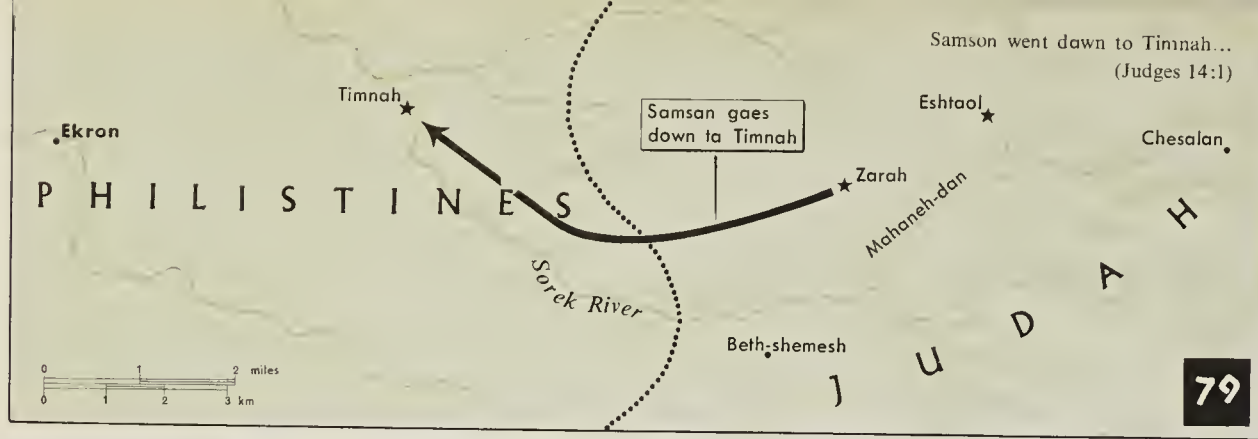 Samson went dawn to Timnah...
(Judges 14:1)
Timnah
Eshtaol
Samsan gaes
down ta Timnah
Ekron
Chesalan
Zarah
PHILISTINES
Mahaneh-dan
JUDAH
Sorek River
Beth-shemesh
0 1 2 miles
0 1 2 3 km
79